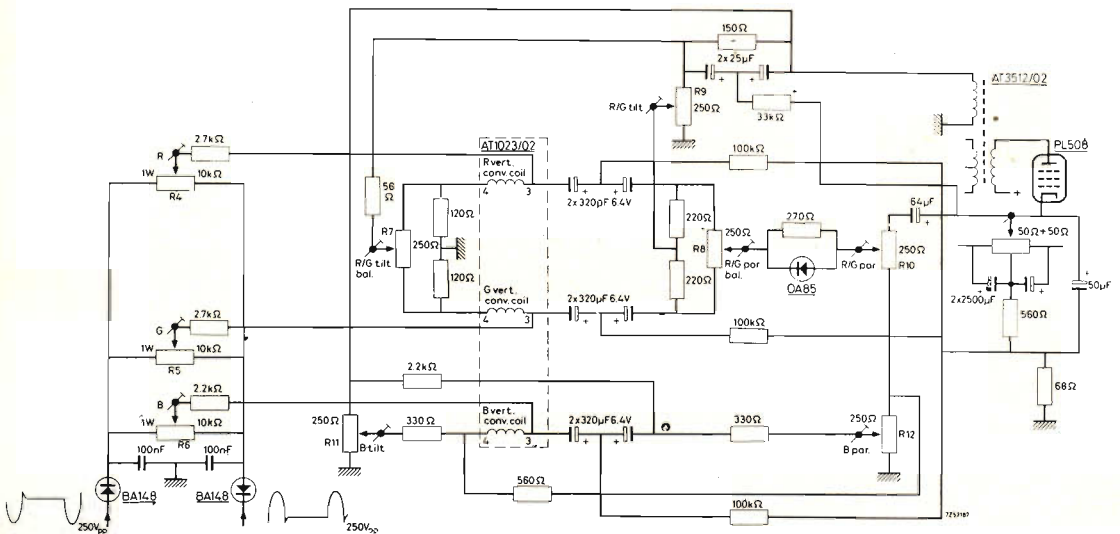 150Ω
2x25µF
AT3512/02
R9
R/G tilt
250Ω
33kΩ
PL508
2.7kΩ
R
1W
10kΩ
R4
AT1023/02
R vert.
conv. coil
4
3
100kΩ
56
Ω
2x320µF 6.4V
120Ω
R7
250Ω
R/G tilt
bal.
120Ω
220Ω
250Ω
R8
R/G par
bal.
220Ω
270Ω
OA85
R/G par
64µF
250Ω
R10
50Ω+50Ω
2x2500µF
560Ω
250µF
68Ω
G vert.
conv. coil
4
3
2x320µF 6.4V
100kΩ
2.7kΩ
G
1W
10kΩ
R5
2.2kΩ
B
1W
10kΩ
R6
100nF
100nF
BA148
BA148
250Vpp
250Vpp
2.2kΩ
250Ω
R11
B tilt
330Ω
B vert.
conv. coil
4
3
2x320µF 6.4V
330Ω
250Ω
R12
B par.
560Ω
100kΩ
7Z53187